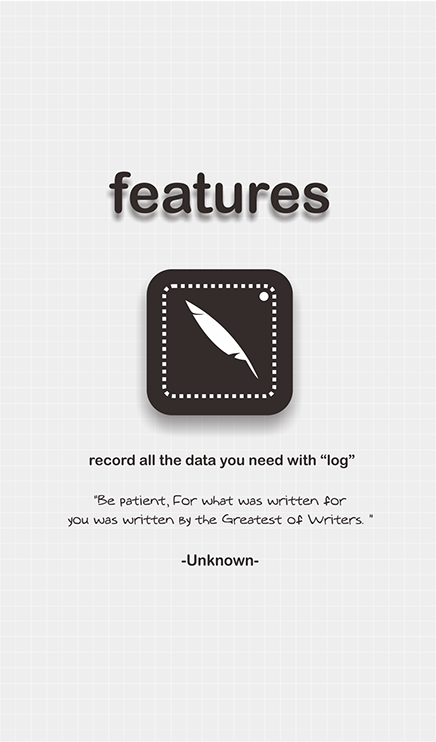 features
record all the data you need with “log”
"Be patient, For what was written for
you was written by the Greatest of Writers. "
-Unknown-